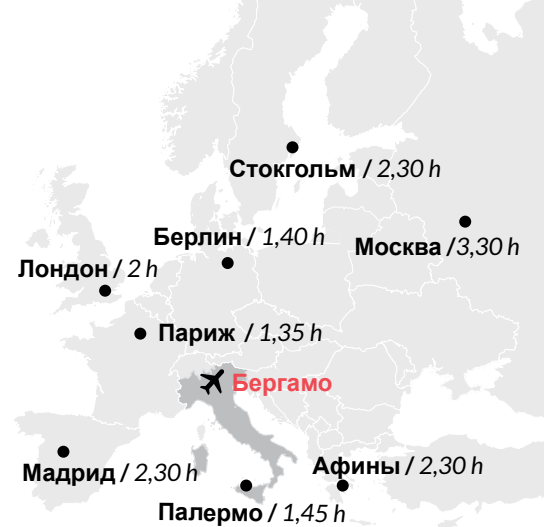 Стокгольм / 2,30 h
Берлин / 1,40 h
Москва /3,30 h
Лондон / 2 h
Париж / 1,35 h
Бергамо
Мадрид / 2,30 h
Афины / 2,30 h
Палермо / 1,45 h